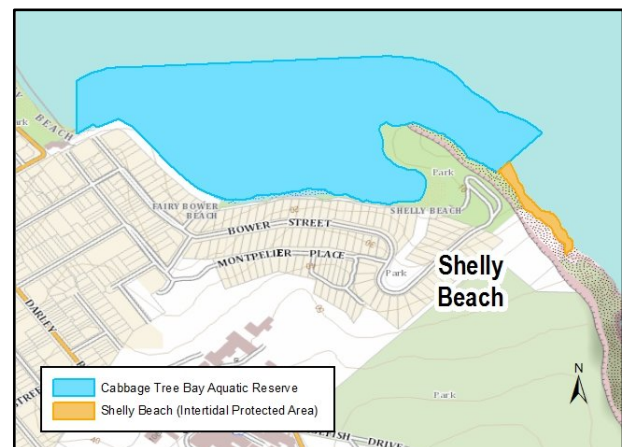 BEACH
Park
Park
FAIRY BOWER
BEACH
SHELLY BEACH
BOWER STREET
MONTPELIER PLACE
Park
Shelly
Beach
DARLEY
Park
N
Cabbage Tree Bay Aquatic Reserve
Shelly Beach (Intertidal Protected Area)
STREE
DRIVE